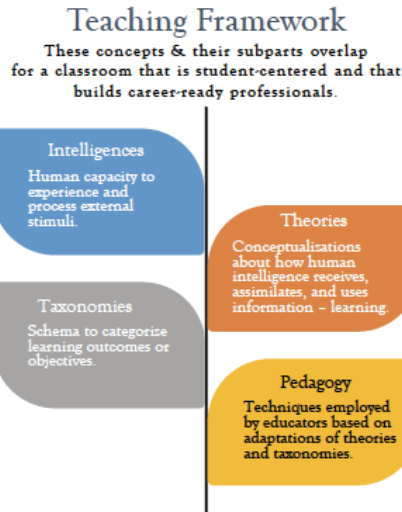 Teaching Framework
These concepts & their subparts overlap
for a classroom that is student-centered and that
builds career-ready professionals.
Intelligences
Human capacity to
experience and
process external
stimuli.
Theories
Conceptualizations
about how human
intelligence receives,
assimilates, and uses
information – learning.
Taxonomies
Schema to categorize
learning outcomes or
objectives.
Pedagogy
Techniques employed
by educators based on
adaptations of theories
and taxonomies.